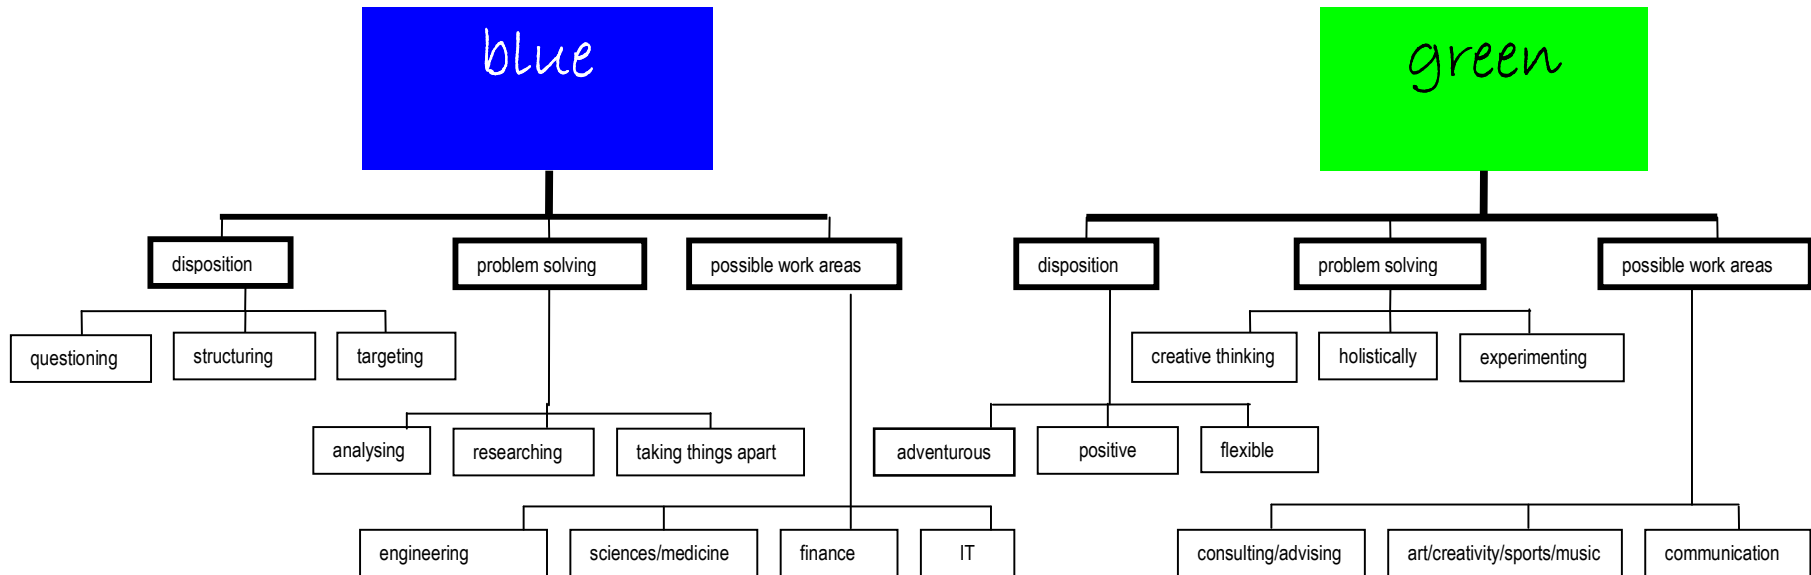 blue
green
disposition
problem solving
possible work areas
disposition
problem solving
possible work areas
questioning
structuring
targeting
creative thinking
holistically
experimenting
analysing
researching
taking things apart
adventurous
positive
flexible
engineering
sciences/medicine
finance
IT
consulting/advising
art/creativity/sports/music
communication